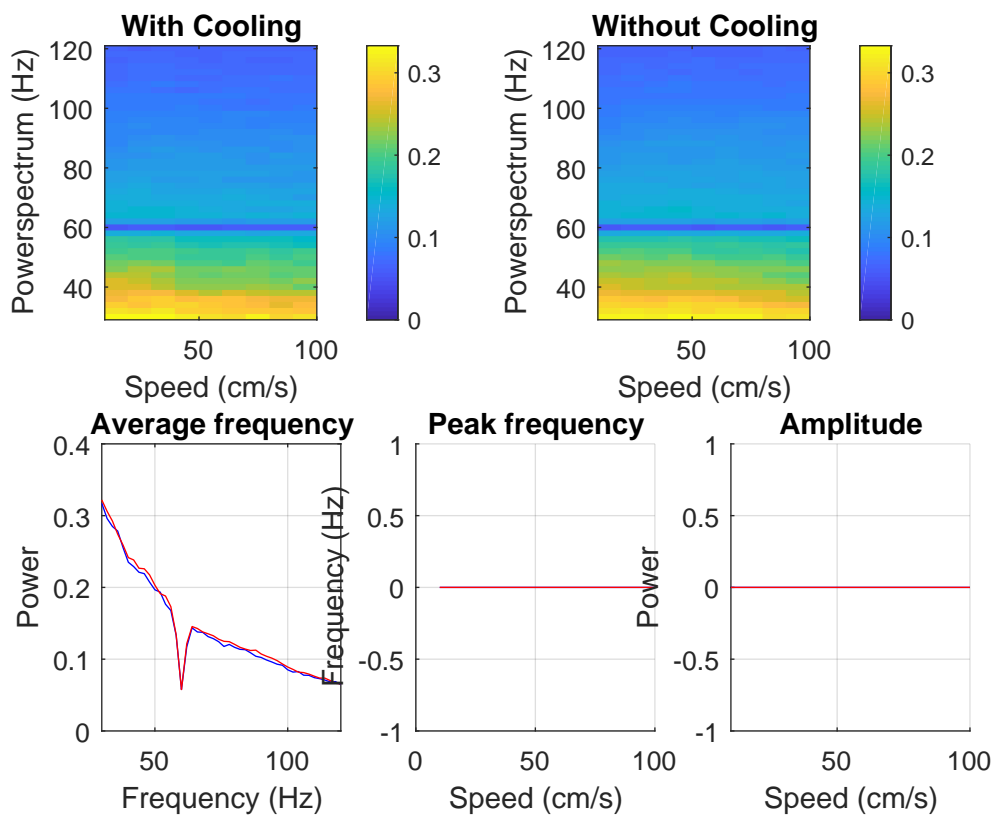 With Cooling
Powerspectrum (Hz)
120
100
80
60
40
50
100
Speed (cm/s)
0.3
0.2
0.1
0
Without Cooling
Powerspectrum (Hz)
120
100
80
60
40
50
100
Speed (cm/s)
0.3
0.2
0.1
0
Average frequency
Power
0.4
0.3
0.2
0.1
0
50
100
Frequency (Hz)
Peak frequency
Frequency (Hz)
1
0.5
0
-0.5
-1
0
50
100
Speed (cm/s)
Amplitude
Power
1
0.5
0
-0.5
-1
50
100
Speed (cm/s)